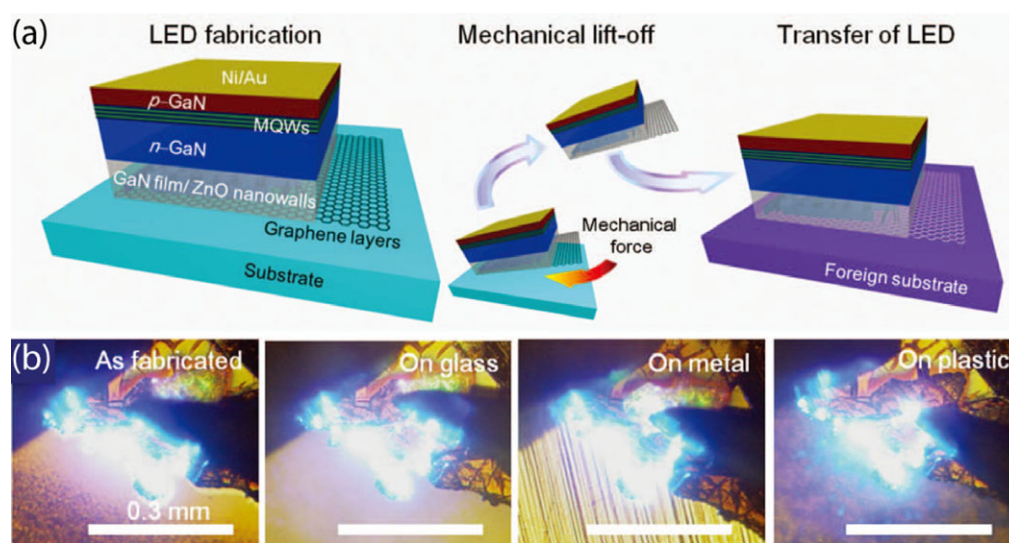 (a)
LED fabrication
Mechanical lift-off
Transfer of LED
Ni/Au
p-GaN
MQWs
n-GaN
GaN film/ ZnO nanowalls
Graphene layers
Substrate
Mechanical
force
Foreign substrate
(b)
As fabricated
On glass
On metal
On plastic
0.3 mm